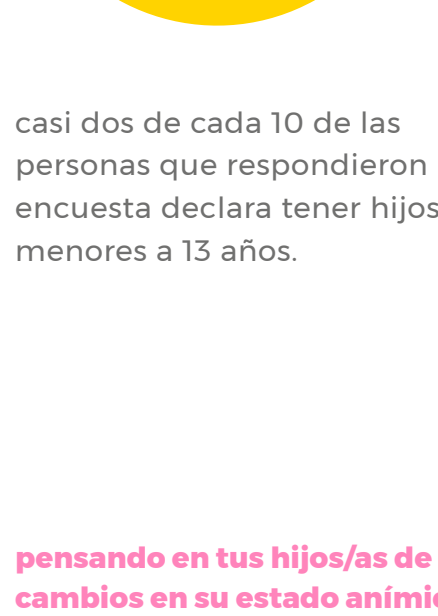 casi dos de cada 10 de las
personas que respondieron
encuesta declara tener hijos
menores a 13 años.
pensando en tus hijos/as de
cambios en su estado